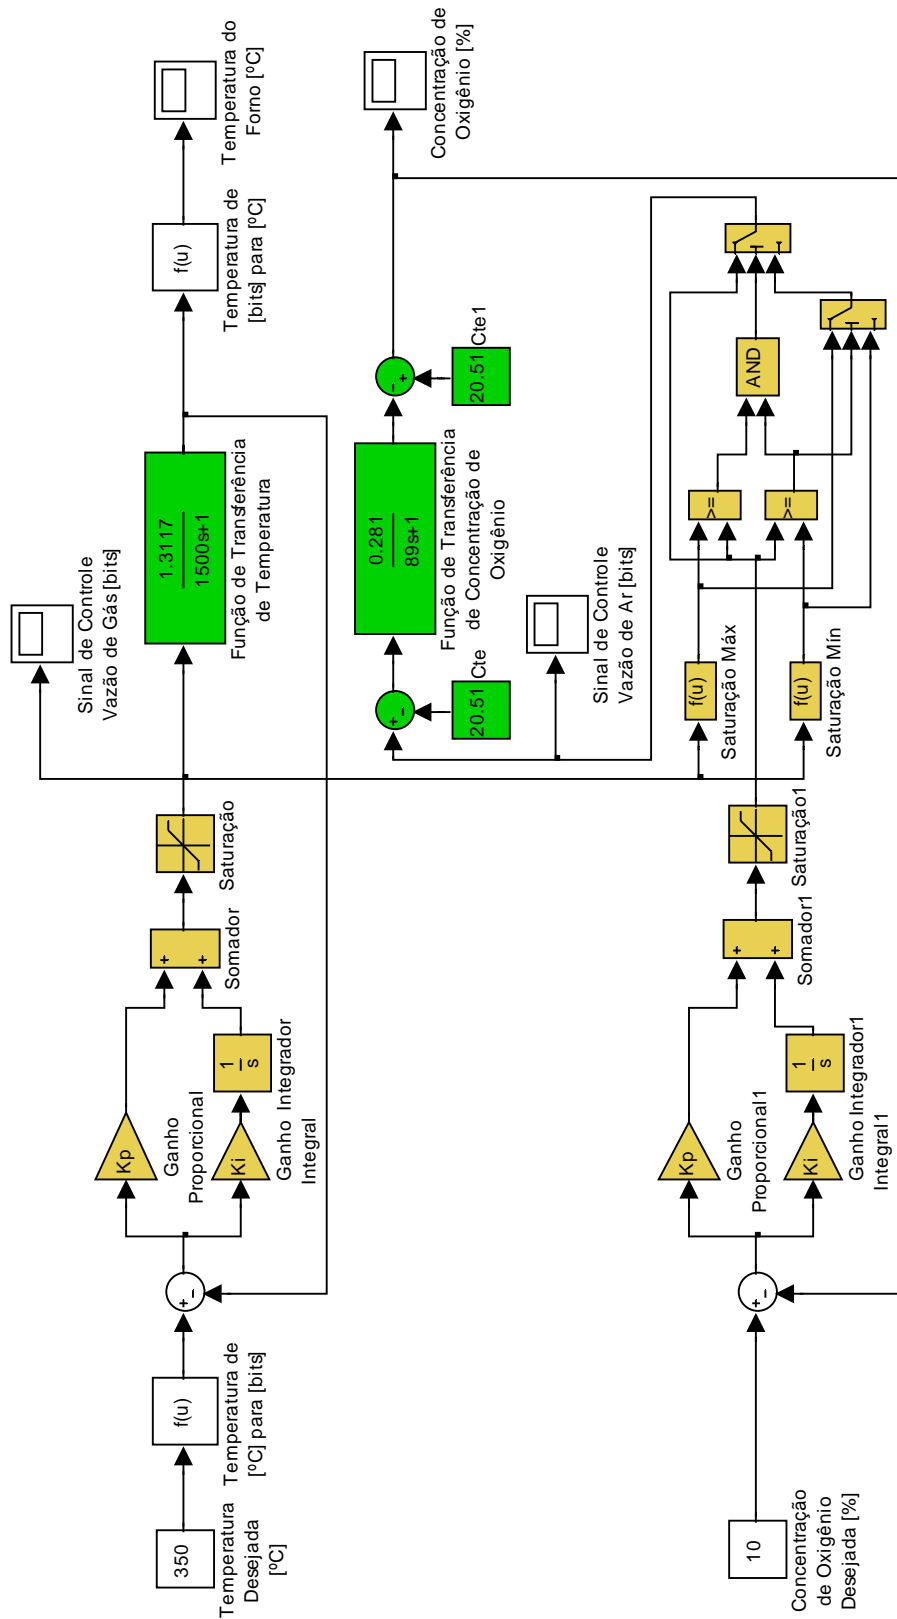 350
Temperatura
Desejada
[ºC]
f(u)
Temperatura de
[ºC] para [bits]
+
-
Kp
Ganho
Proporcional
Ki
Ganho Integrador
Integral
1
s
+
+
Somador
Saturação
Sinal de Controle
Vazão de Gás [bits]
1.3117
1500s+1
Função de Transferência
de Temperatura
f(u)
Temperatura de
[bits] para [ºC]
Temperatura do
Forno [ºC]
+
-
20.51
Cte
0.281
89s+1
Função de Transferência
de Concentração de
Oxigênio
-
+
20.51
Cte1
Concentração de
Oxigênio [%]
Sinal de Controle
Vazão de Ar [bits]
10
Concentração
de Oxigênio
Desejada [%]
+
-
Kp
Ganho
Proporcional1
Ki
Ganho Integrador1
Integral1
1
s
+
+
Somador1
Saturação1
f(u)
Saturação Máx
f(u)
Saturação Mín
>=
>=
AND